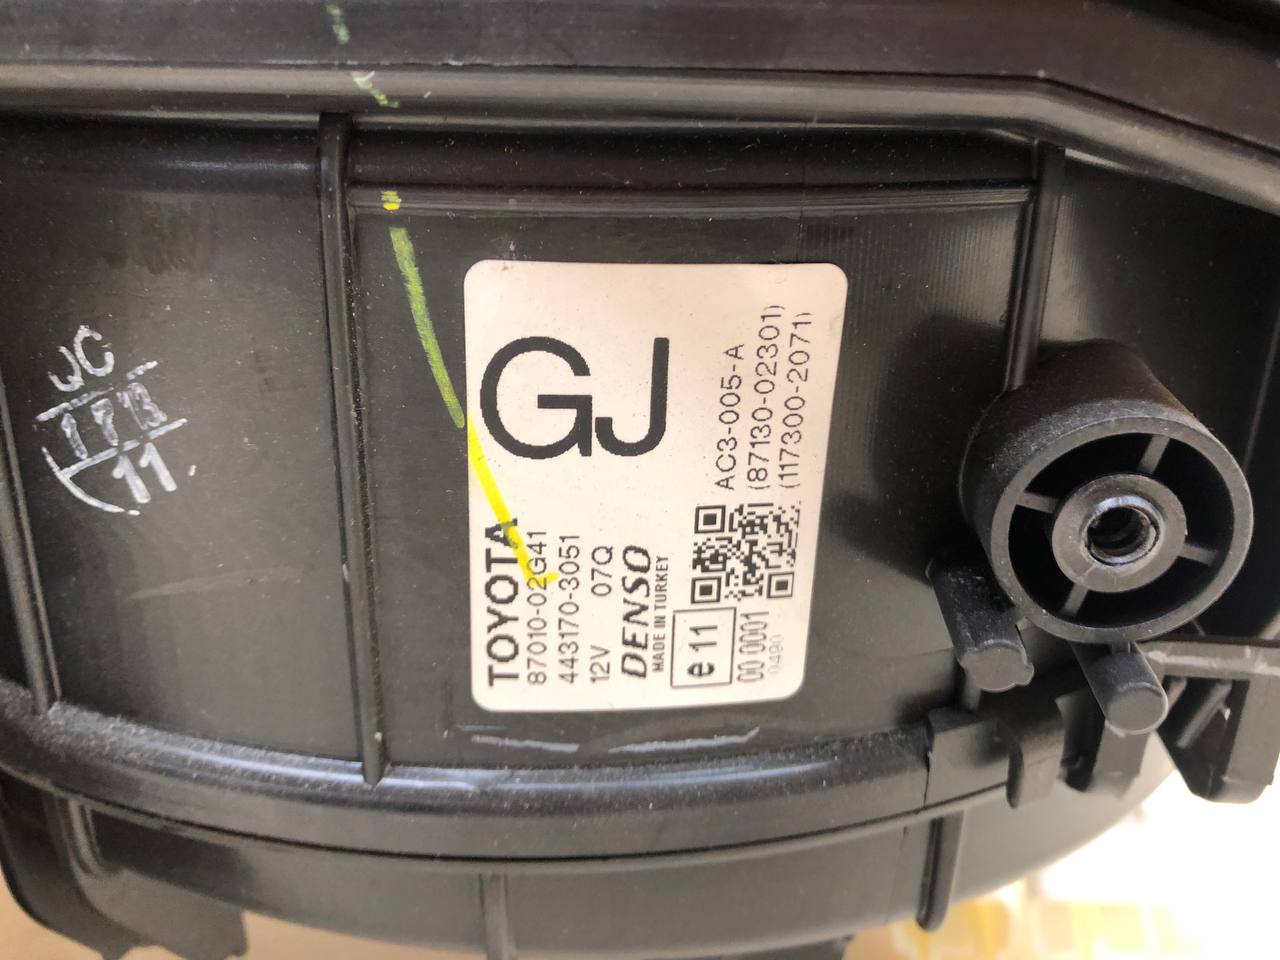 GJ
TOYOTA
87010-02G41
443170-3051
12V 07Q
DENSO
MADE IN TURKEY
e 11
00 0001
0490
AC3-005-A
(87130-02301)
(117300-2071)
QC
11.